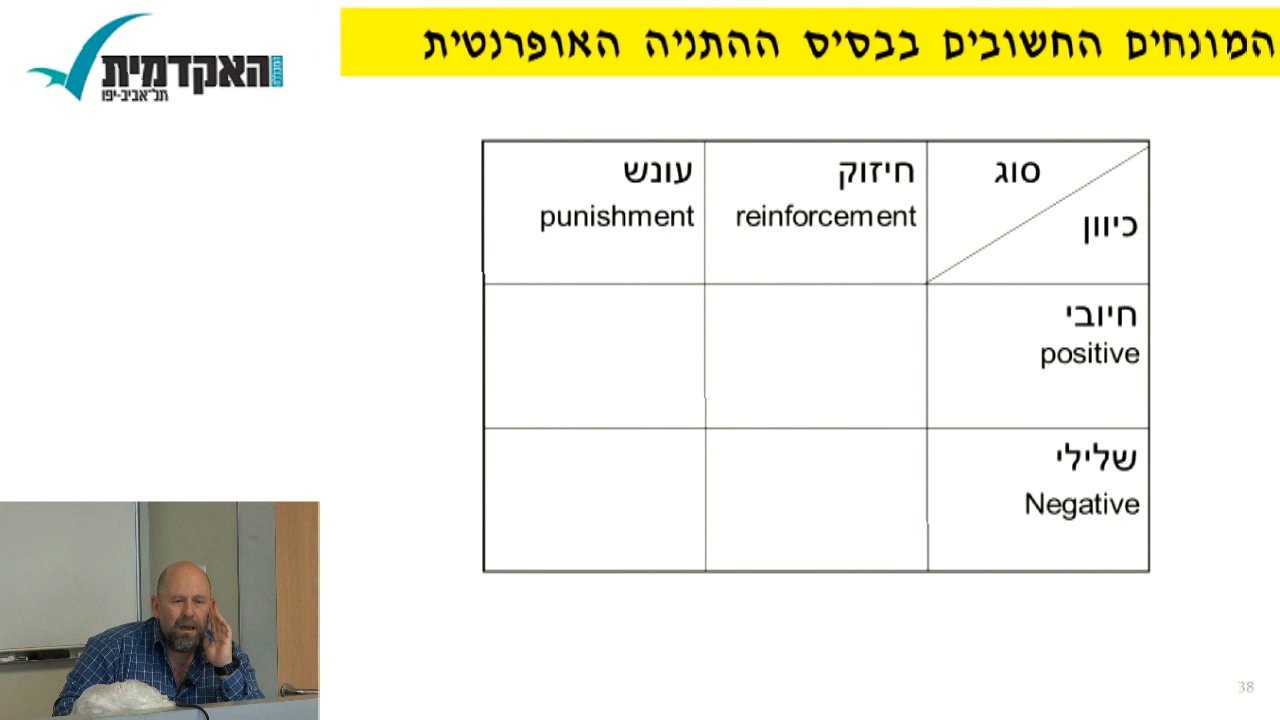 המונחים החשובים בבסיס ההתניה האופרנטית
האקדמית
תל־אביב-יפו
סוג
כיוון
חיזוק
reinforcement
עונש
punishment
חיובי
positive
שלילי
Negative
38